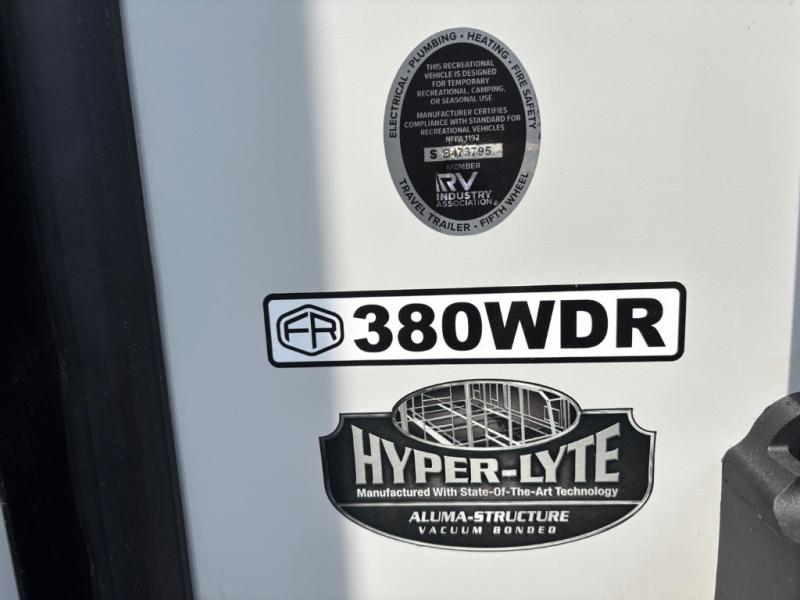 ELECTRICAL • PLUMBING • HEATING • FIRE SAFETY
THIS RECREATIONAL
VEHICLE IS DESIGNED
FOR TEMPORARY
RECREATIONAL, CAMPING,
OR SEASONAL USE
MANUFACTURER CERTIFIES
COMPLIANCE WITH STANDARD FOR
RECREATIONAL VEHICLES
NFPA 1192
S 8473795
MEMBER
RV
INDUSTRY
ASSOCIATION®
TRAVEL TRAILER • FIFTH WHEEL
FR 380WDR
HYPER-LYTE
Manufactured With State-Of-The-Art Technology
ALUMA-STRUCTURE
VACUUM BONDED